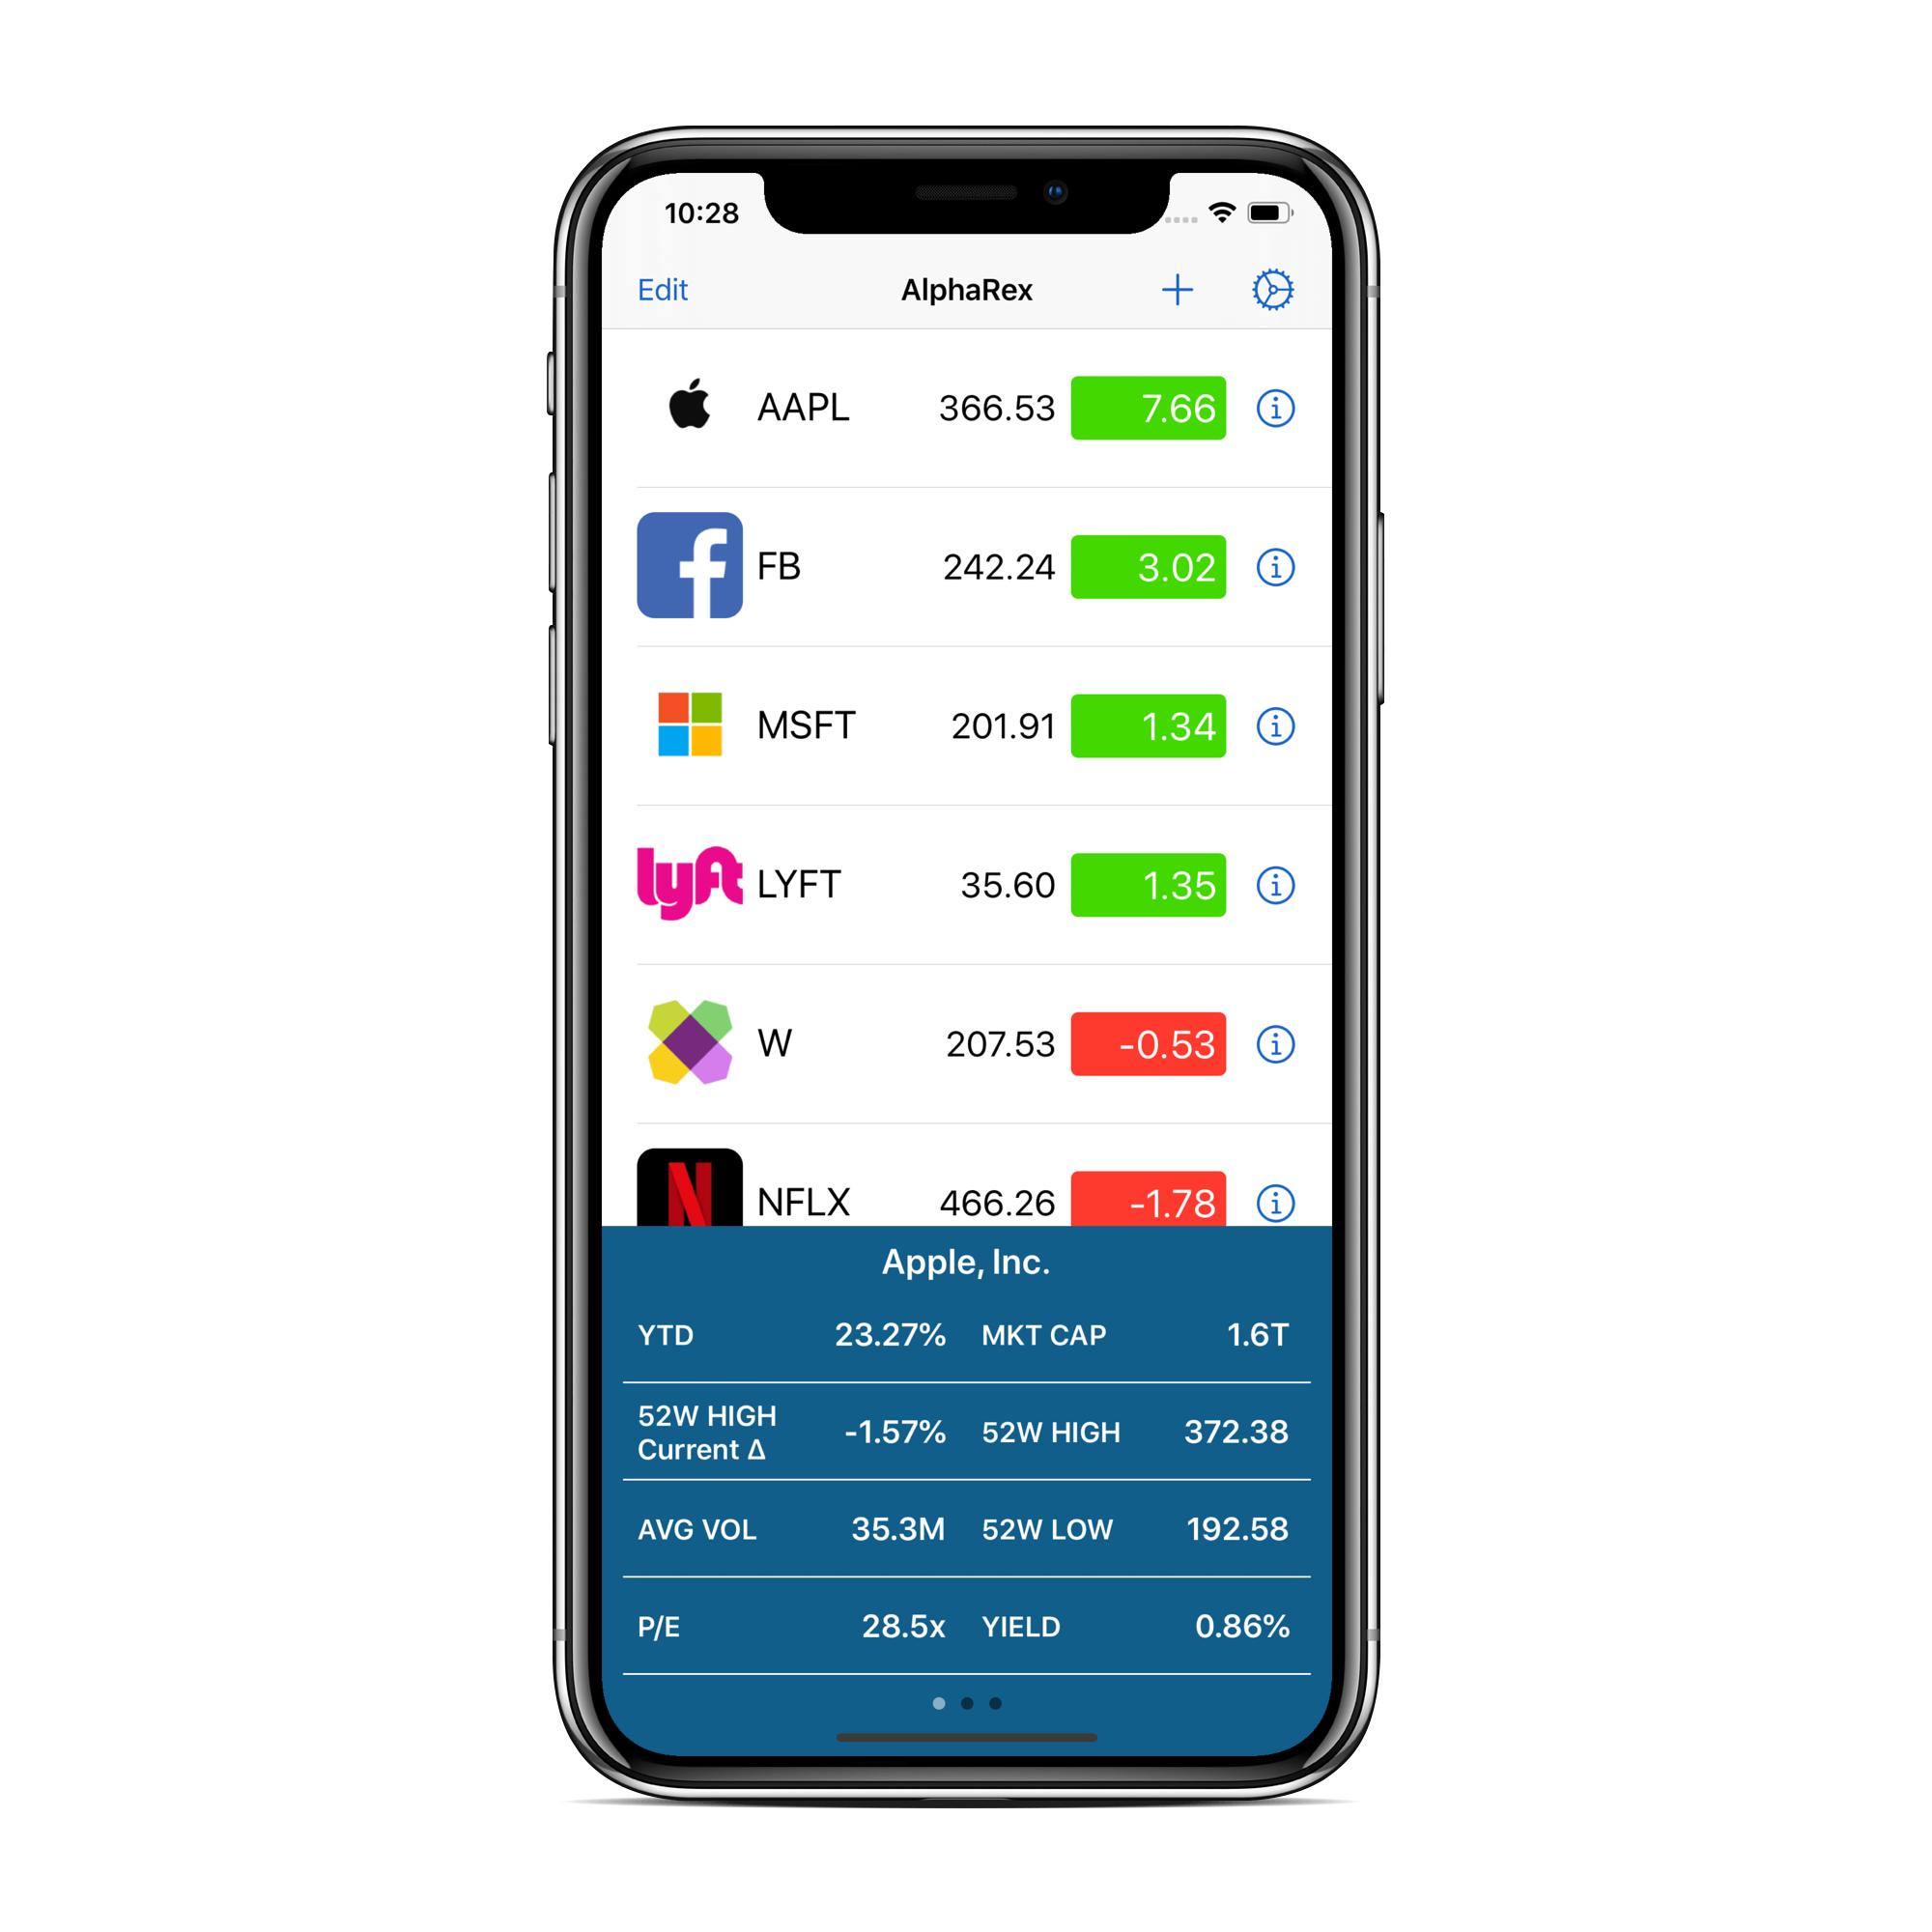 10:28
Edit AlphaRex +
AAPL 366.53 7.66
f FB 242.24 3.02
MSFT 201.91 1.34
lyft LYFT 35.60 1.35
W 207.53 -0.53
N NFLX 466.26 -1.78
Apple, Inc.
YTD 23.27% MKT CAP 1.6T
52W HIGH
Current Δ -1.57% 52W HIGH 372.38
AVG VOL 35.3M 52W LOW 192.58
P/E 28.5x YIELD 0.86%